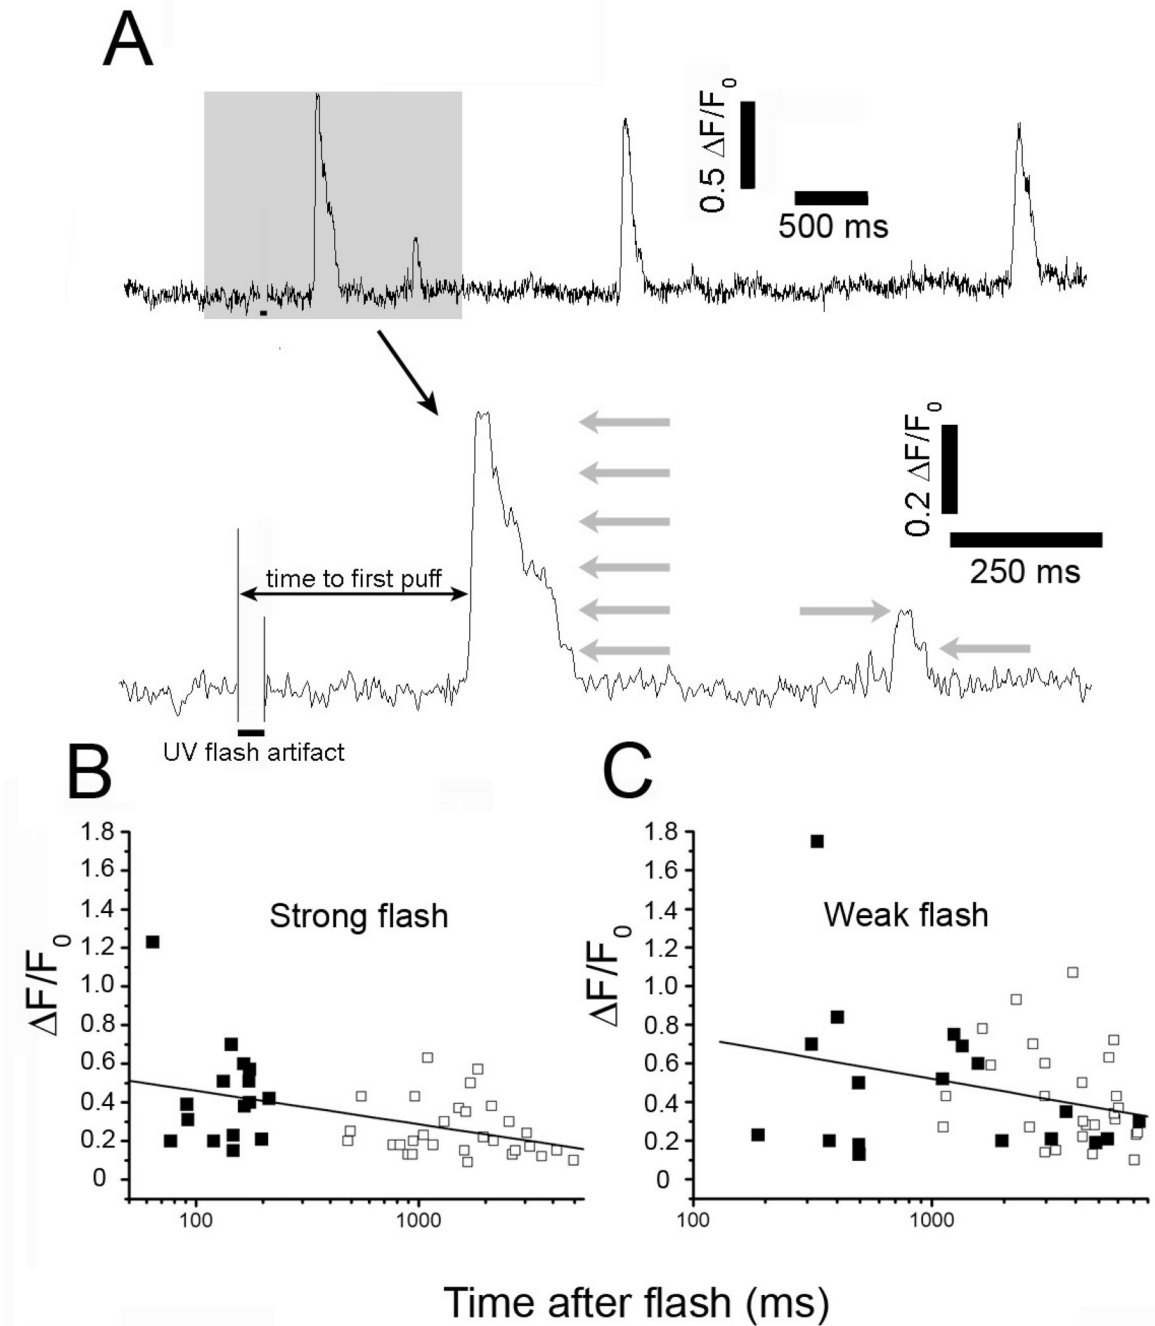 A
0.5 ΔF/F0
500 ms
0.2 ΔF/F0
250 ms
time to first puff
UV flash artifact
B
C
1.8
1.6
1.4
1.2
1.0
0.8
0.6
0.4
0.2
0
ΔF/F0
Strong flash
100
1000
1.8
1.6
1.4
1.2
1.0
0.8
0.6
0.4
0.2
0
ΔF/F0
Weak flash
100
1000
Time after flash (ms)